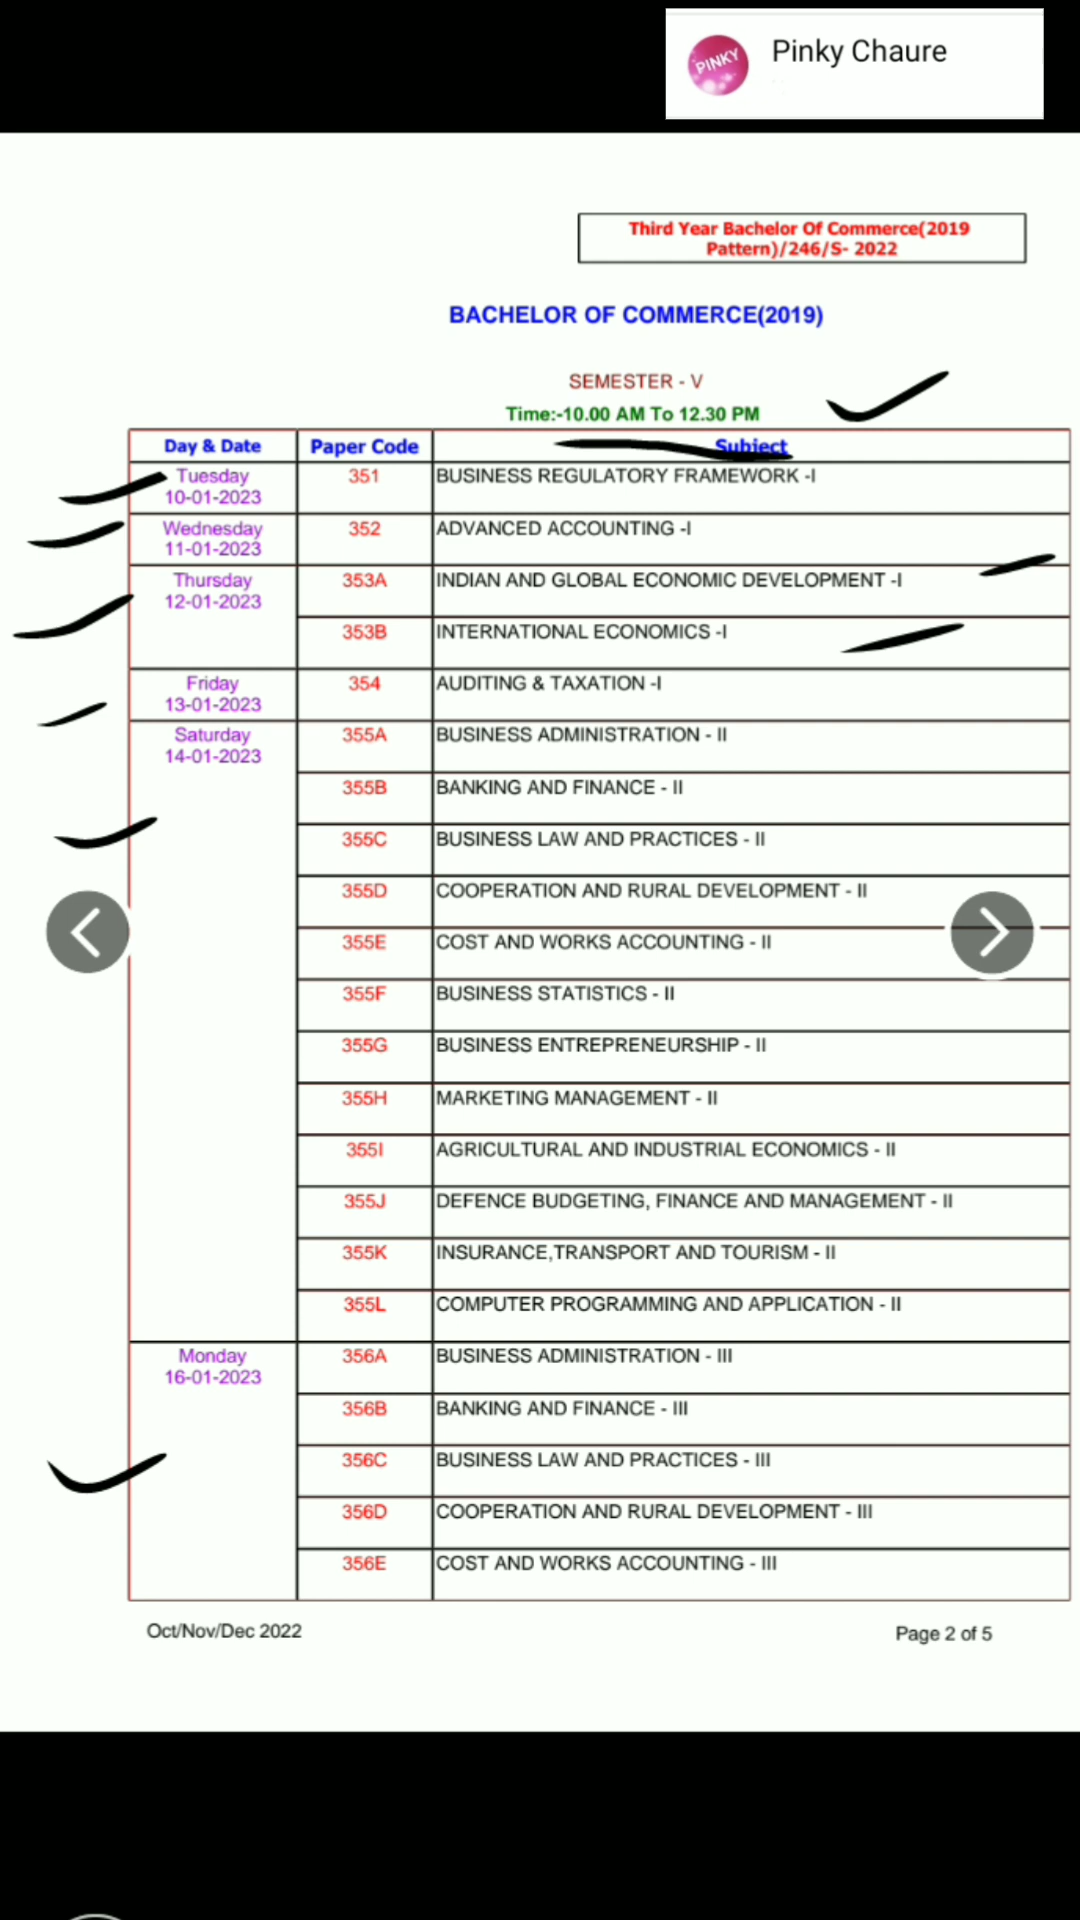 PINKY
Pinky Chaure
Third Year Bachelor Of Commerce(2019
Pattern)/246/S- 2022
BACHELOR OF COMMERCE(2019)
SEMESTER - V
Time:-10.00 AM To 12.30 PM
Day & Date Paper Code Subject
Tuesday 351 BUSINESS REGULATORY FRAMEWORK -I
10-01-2023
Wednesday 352 ADVANCED ACCOUNTING -I
11-01-2023
Thursday 353A INDIAN AND GLOBAL ECONOMIC DEVELOPMENT -I
12-01-2023
353B INTERNATIONAL ECONOMICS -I
Friday 354 AUDITING & TAXATION -I
13-01-2023
Saturday 355A BUSINESS ADMINISTRATION - II
14-01-2023
355B BANKING AND FINANCE - II
355C BUSINESS LAW AND PRACTICES - II
355D COOPERATION AND RURAL DEVELOPMENT - II
355E COST AND WORKS ACCOUNTING - II
355F BUSINESS STATISTICS - II
355G BUSINESS ENTREPRENEURSHIP - II
355H MARKETING MANAGEMENT - II
355I AGRICULTURAL AND INDUSTRIAL ECONOMICS - II
355J DEFENCE BUDGETING, FINANCE AND MANAGEMENT - II
355K INSURANCE,TRANSPORT AND TOURISM - II
355L COMPUTER PROGRAMMING AND APPLICATION - II
Monday 356A BUSINESS ADMINISTRATION - III
16-01-2023
356B BANKING AND FINANCE - III
356C BUSINESS LAW AND PRACTICES - III
356D COOPERATION AND RURAL DEVELOPMENT - III
356E COST AND WORKS ACCOUNTING - III
Oct/Nov/Dec 2022 Page 2 of 5